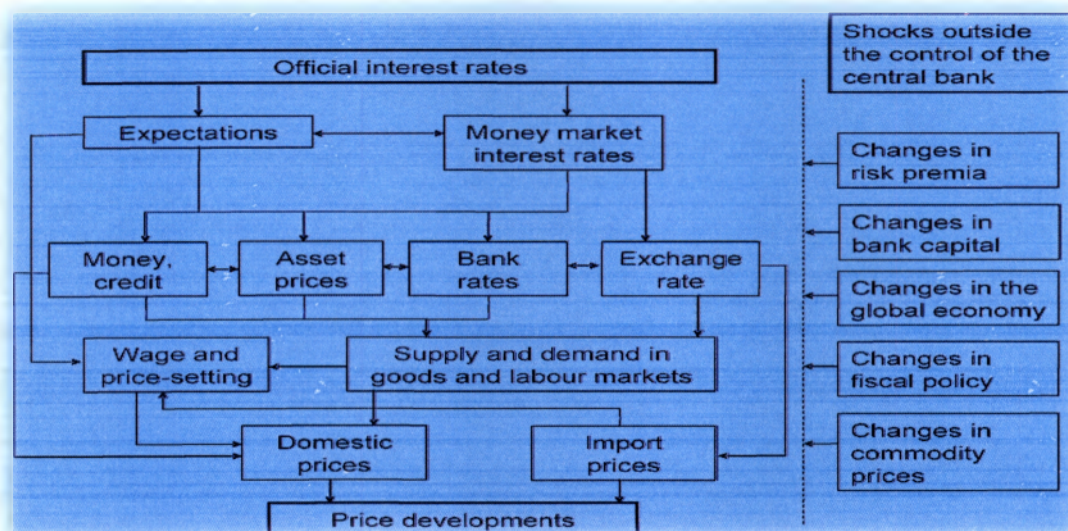 Official interest rates
Shocks outside
the control of the
central bank
Expectations
Money market
interest rates
Changes in
risk premia
Changes in
bank capital
Money,
credit
Asset
prices
Bank
rates
Exchange
rate
Changes in the
global economy
Wage and
price-setting
Supply and demand in
goods and labour markets
Changes in
fiscal policy
Domestic
prices
Import
prices
Changes in
commodity
prices
Price developments